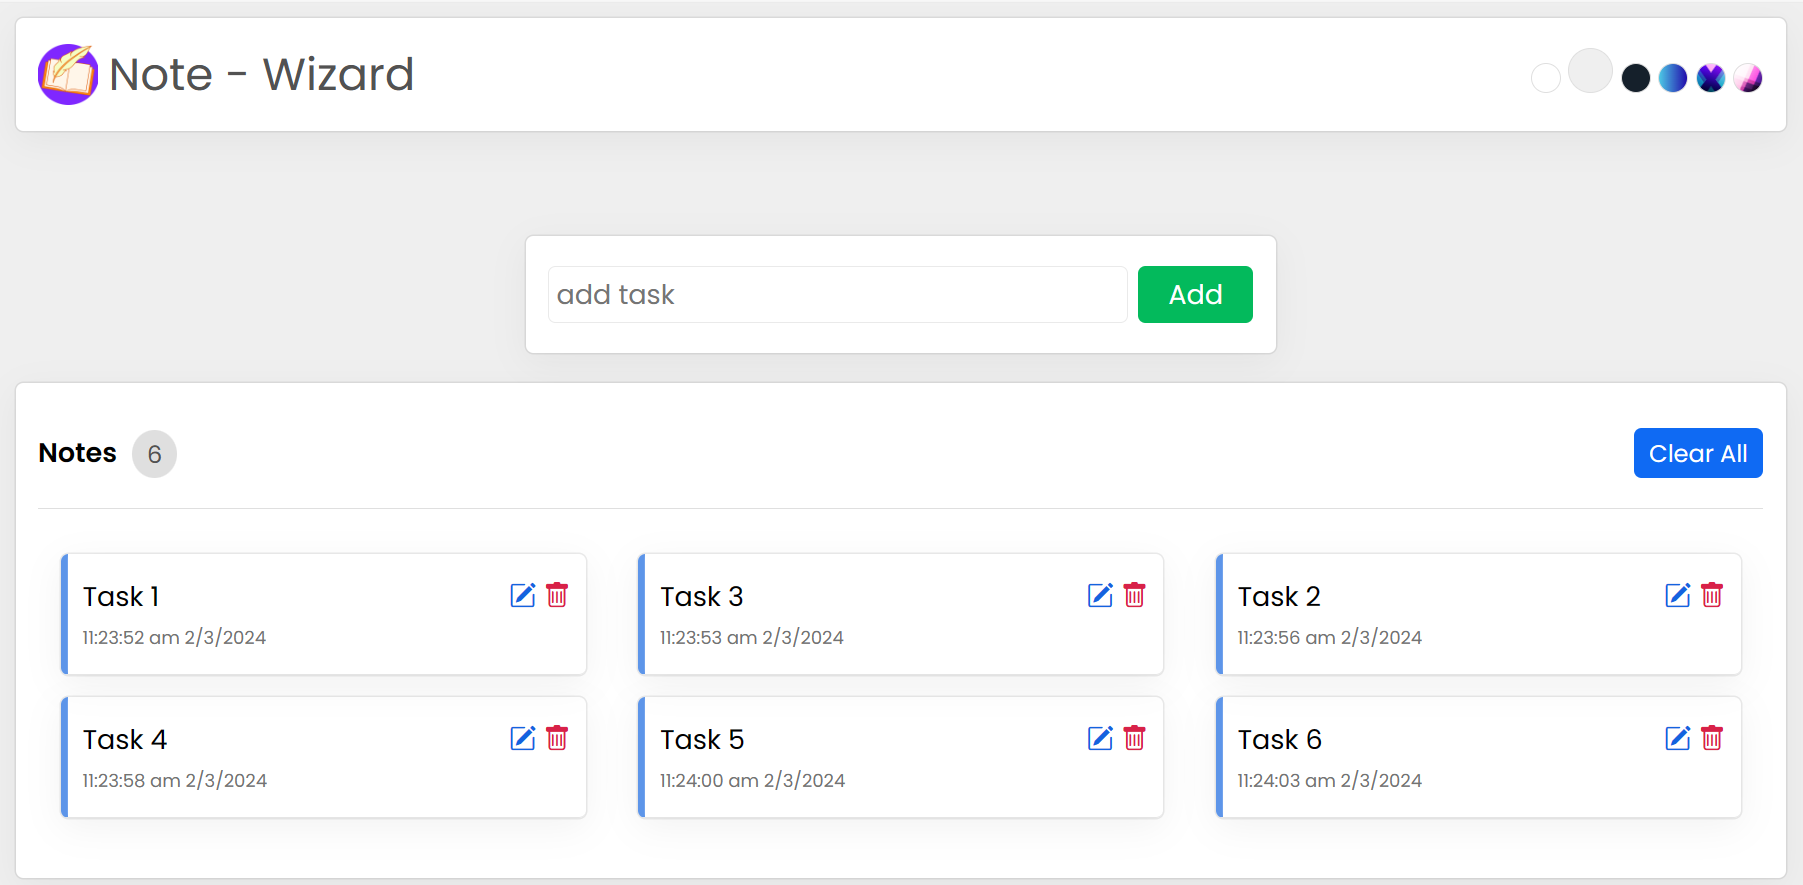 Note - Wizard
add task
Add
Notes 6
Clear All
Task 1
11:23:52 am 2/3/2024
Task 3
11:23:53 am 2/3/2024
Task 2
11:23:56 am 2/3/2024
Task 4
11:23:58 am 2/3/2024
Task 5
11:24:00 am 2/3/2024
Task 6
11:24:03 am 2/3/2024